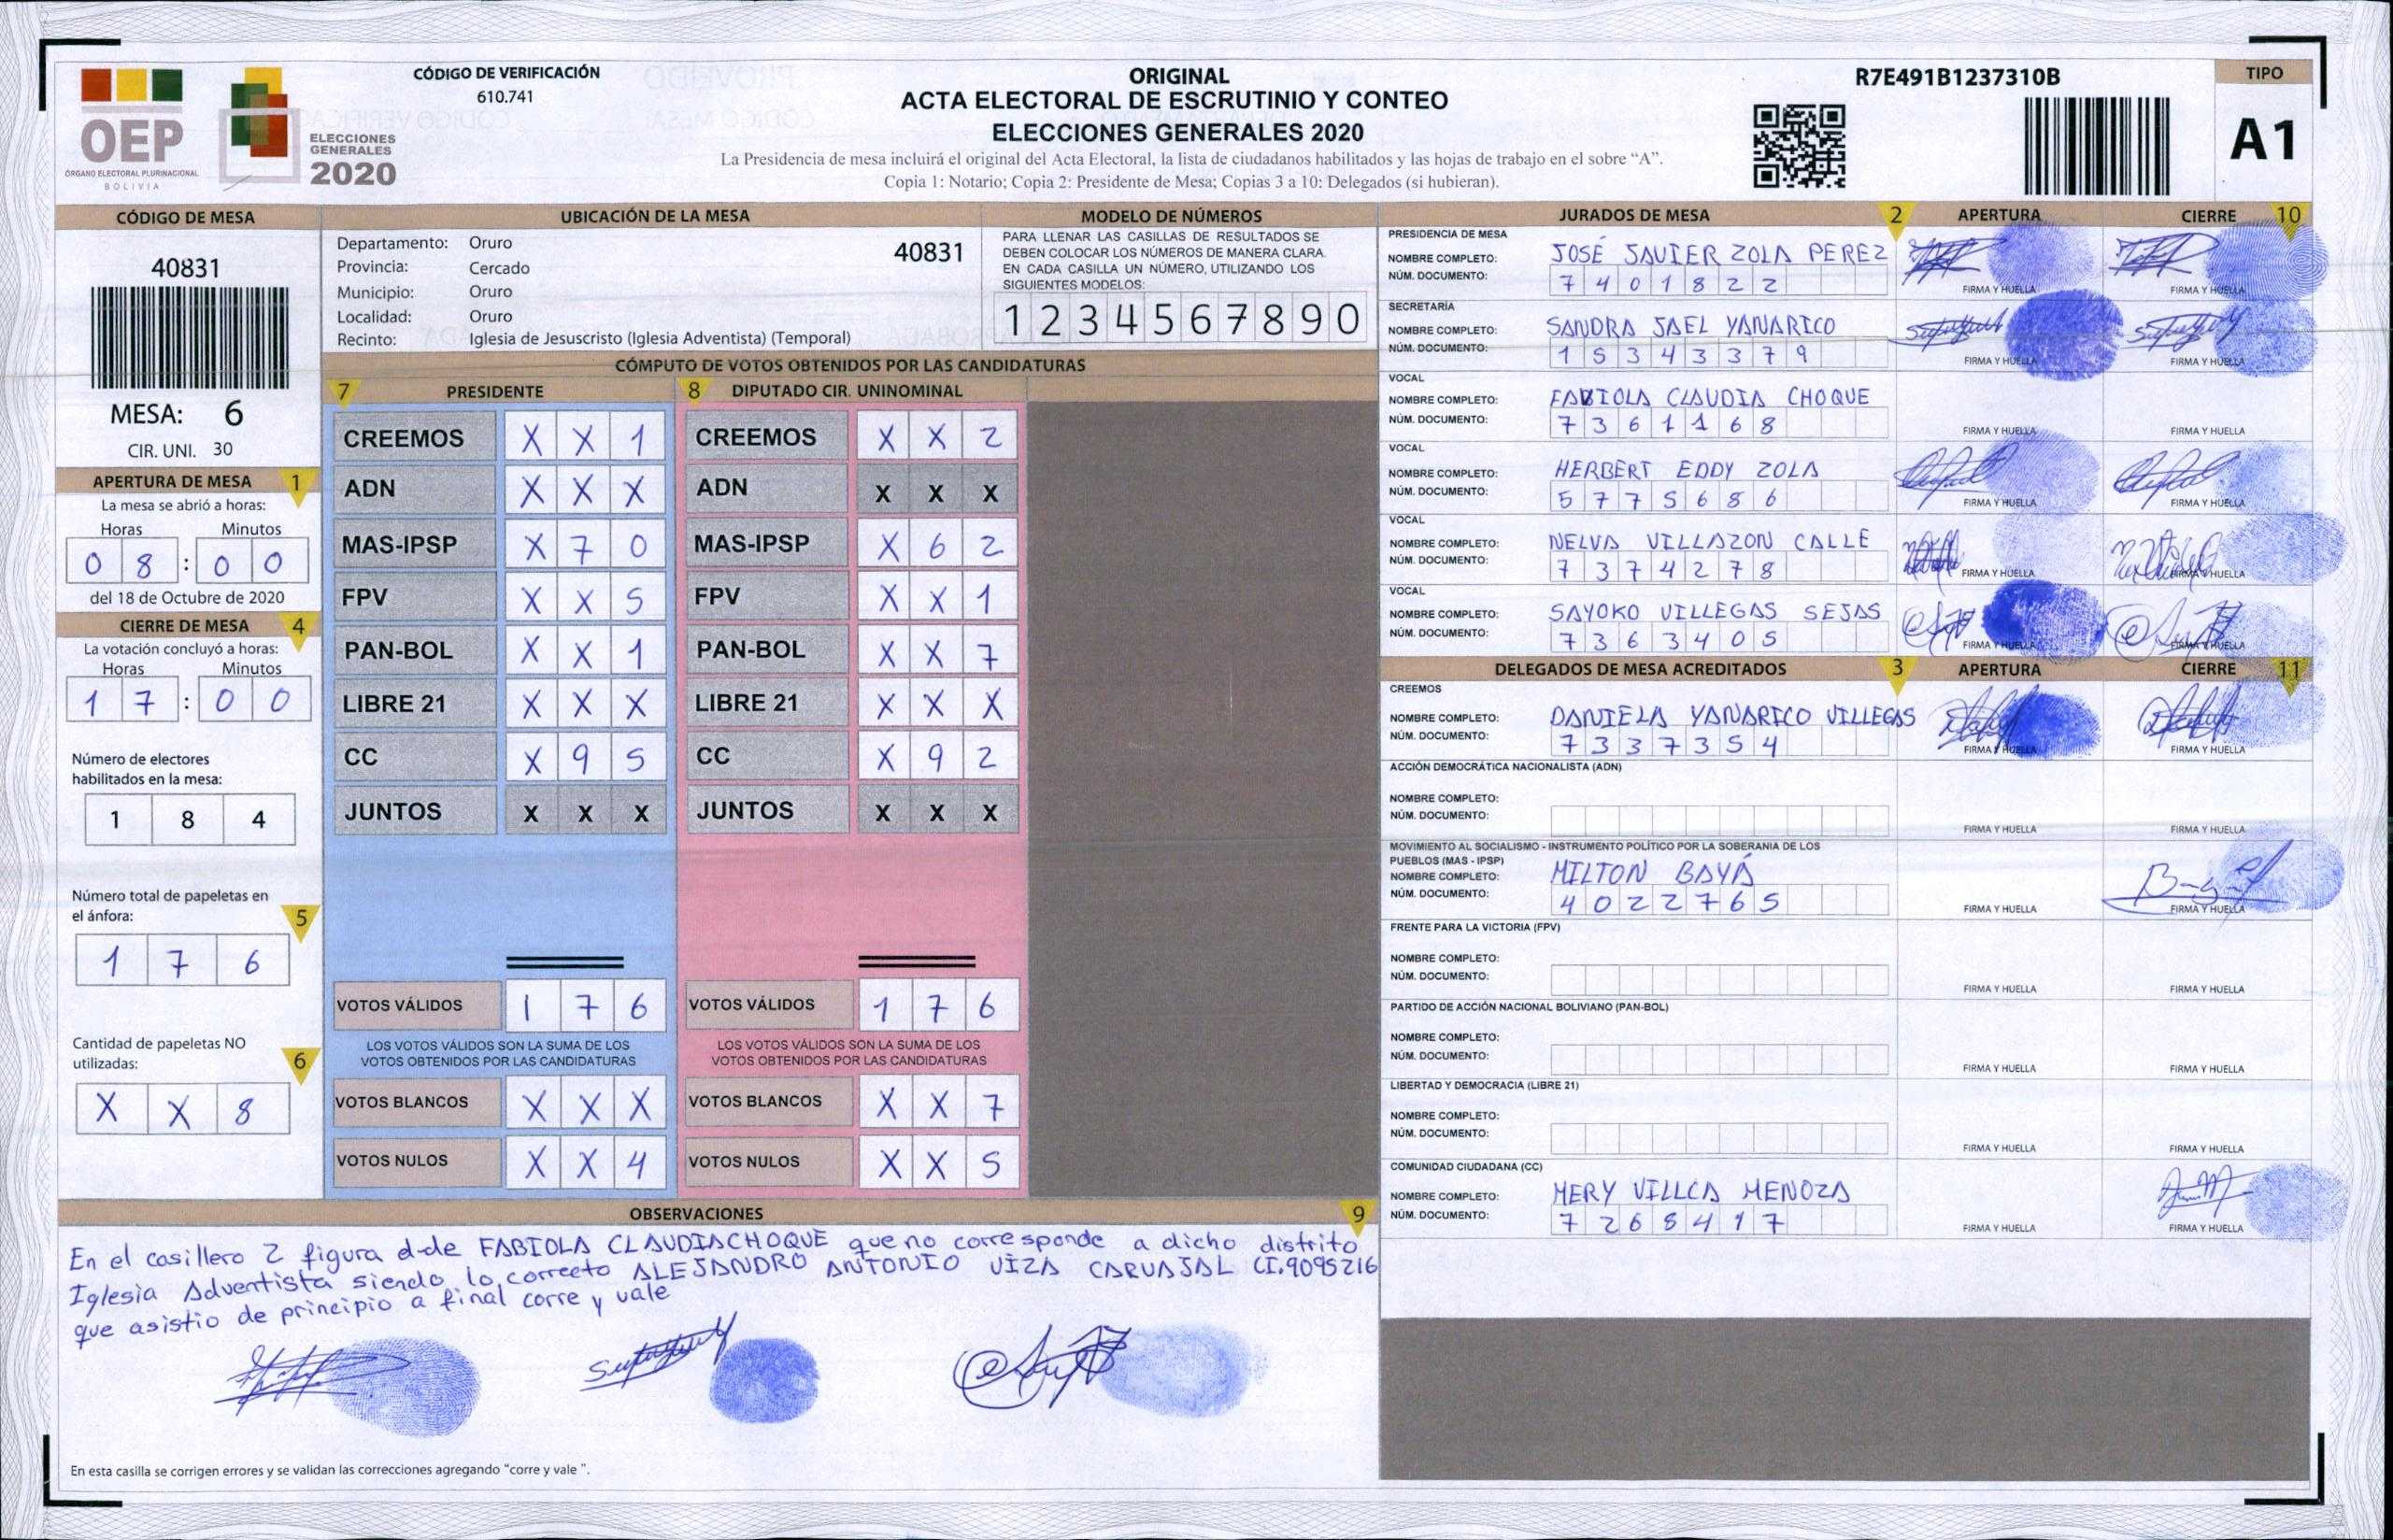 OEP
ÓRGANO ELECTORAL PLURINACIONAL
BOLIVIA
ELECCIONES
GENERALES
2020
CÓDIGO DE VERIFICACIÓN
610.741
ORIGINAL
ACTA ELECTORAL DE ESCRUTINIO Y CONTEO
ELECCIONES GENERALES 2020
La Presidencia de mesa incluirá el original del Acta Electoral, la lista de ciudadanos habilitados y las hojas de trabajo en el sobre “A”.
Copia 1: Notario; Copia 2: Presidente de Mesa; Copias 3 a 10: Delegados (si hubieran).
R7E491B1237310B
TIPO
A1
CÓDIGO DE MESA
40831
MESA: 6
CIR. UNI. 30
APERTURA DE MESA 1
La mesa se abrió a horas:
Horas Minutos
0 8 : 0 0
del 18 de Octubre de 2020
CIERRE DE MESA 4
La votación concluyó a horas:
Horas Minutos
1 7 : 0 0
Número de electores
habilitados en la mesa:
1 8 4
Número total de papeletas en
el ánfora: 5
1 7 6
Cantidad de papeletas NO
utilizadas: 6
X X 8
UBICACIÓN DE LA MESA
Departamento: Oruro 40831
Provincia: Cercado
Municipio: Oruro
Localidad: Oruro
Recinto: Iglesia de Jesuscristo (Iglesia Adventista) (Temporal)
MODELO DE NÚMEROS
PARA LLENAR LAS CASILLAS DE RESULTADOS SE
DEBEN COLOCAR LOS NÚMEROS DE MANERA CLARA.
EN CADA CASILLA UN NÚMERO, UTILIZANDO LOS
SIGUIENTES MODELOS:
1 2 3 4 5 6 7 8 9 0
CÓMPUTO DE VOTOS OBTENIDOS POR LAS CANDIDATURAS
7 PRESIDENTE 8 DIPUTADO CIR. UNINOMINAL
CREEMOS X X 1 CREEMOS X X 2
ADN X X X ADN X X X
MAS-IPSP X 7 0 MAS-IPSP X 6 2
FPV X X 5 FPV X X 1
PAN-BOL X X 1 PAN-BOL X X 7
LIBRE 21 X X X LIBRE 21 X X X
CC X 9 5 CC X 9 2
JUNTOS X X X JUNTOS X X X
VOTOS VÁLIDOS 1 7 6 VOTOS VÁLIDOS 1 7 6
LOS VOTOS VÁLIDOS SON LA SUMA DE LOS LOS VOTOS VÁLIDOS SON LA SUMA DE LOS
VOTOS OBTENIDOS POR LAS CANDIDATURAS VOTOS OBTENIDOS POR LAS CANDIDATURAS
VOTOS BLANCOS X X X VOTOS BLANCOS X X 7
VOTOS NULOS X X 4 VOTOS NULOS X X 5
OBSERVACIONES 9
En el casillero 2 figura d-de FABIOLA CLAUDIA CHOQUE que no corresponde a dicho distrito
Iglesia Adventista siendo lo correcto ALEJANDRO ANTONIO VIZA CARVAJAL CI.9095216
que asistio de principio a final corre y vale
En esta casilla se corrigen errores y se validan las correcciones agregando “corre y vale ”.
JURADOS DE MESA 2 APERTURA CIERRE 10
PRESIDENCIA DE MESA
NOMBRE COMPLETO: JOSÉ JAVIER ZOLA PEREZ
NÚM. DOCUMENTO: 7401822
FIRMA Y HUELLA FIRMA Y HUELLA
SECRETARÍA
NOMBRE COMPLETO: SANDRA JAEL YANARICO
NÚM. DOCUMENTO: 15343379
FIRMA Y HUELLA FIRMA Y HUELLA
VOCAL
NOMBRE COMPLETO: FABIOLA CLAUDIA CHOQUE
NÚM. DOCUMENTO: 7361168
FIRMA Y HUELLA FIRMA Y HUELLA
VOCAL
NOMBRE COMPLETO: HERBERT EDDY ZOLA
NÚM. DOCUMENTO: 5775686
FIRMA Y HUELLA FIRMA Y HUELLA
VOCAL
NOMBRE COMPLETO: NELVA VILLAZON CALLE
NÚM. DOCUMENTO: 7374278
FIRMA Y HUELLA FIRMA Y HUELLA
VOCAL
NOMBRE COMPLETO: SAYOKO VILLEGAS SEJAS
NÚM. DOCUMENTO: 7363405
FIRMA Y HUELLA FIRMA Y HUELLA
DELEGADOS DE MESA ACREDITADOS 3 APERTURA CIERRE 11
CREEMOS
NOMBRE COMPLETO: DANIELA YANARICO VILLEGAS
NÚM. DOCUMENTO: 7337354
FIRMA Y HUELLA FIRMA Y HUELLA
ACCIÓN DEMOCRÁTICA NACIONALISTA (ADN)
NOMBRE COMPLETO:
NÚM. DOCUMENTO:
FIRMA Y HUELLA FIRMA Y HUELLA
MOVIMIENTO AL SOCIALISMO - INSTRUMENTO POLÍTICO POR LA SOBERANIA DE LOS
PUEBLOS (MAS - IPSP)
NOMBRE COMPLETO: MILTON BAYÁ
NÚM. DOCUMENTO: 4022765
FIRMA Y HUELLA FIRMA Y HUELLA
FRENTE PARA LA VICTORIA (FPV)
NOMBRE COMPLETO:
NÚM. DOCUMENTO:
FIRMA Y HUELLA FIRMA Y HUELLA
PARTIDO DE ACCIÓN NACIONAL BOLIVIANO (PAN-BOL)
NOMBRE COMPLETO:
NÚM. DOCUMENTO:
FIRMA Y HUELLA FIRMA Y HUELLA
LIBERTAD Y DEMOCRACIA (LIBRE 21)
NOMBRE COMPLETO:
NÚM. DOCUMENTO:
FIRMA Y HUELLA FIRMA Y HUELLA
COMUNIDAD CIUDADANA (CC)
NOMBRE COMPLETO: MERY VILLCA MENOZA
NÚM. DOCUMENTO: 7268417
FIRMA Y HUELLA FIRMA Y HUELLA